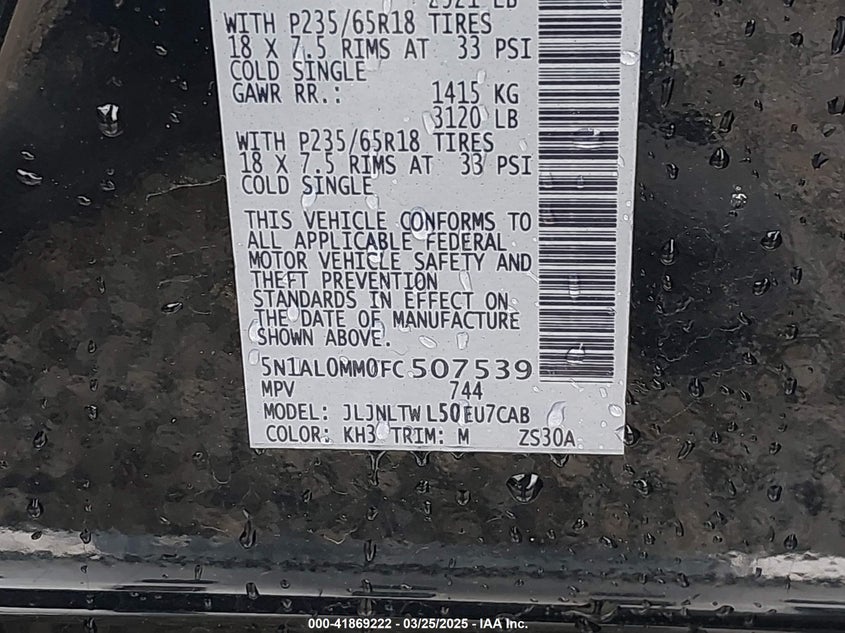 2521 LB
WITH P235/65R18 TIRES
18 X 7.5 RIMS AT 33 PSI
COLD SINGLE
GAWR RR.: 1415 KG
3120 LB
WITH P235/65R18 TIRES
18 X 7.5 RIMS AT 33 PSI
COLD SINGLE
THIS VEHICLE CONFORMS TO
ALL APPLICABLE FEDERAL
MOTOR VEHICLE SAFETY AND
THEFT PREVENTION
STANDARDS IN EFFECT ON
THE DATE OF MANUFACTURE
SHOWN ABOVE.
5N1AL0MM0FC507539
MPV 744
MODEL: JLJNLTWL50EU7CAB
COLOR: KH3 TRIM: M ZS30A
000-41869222 - 03/25/2025 - IAA Inc.